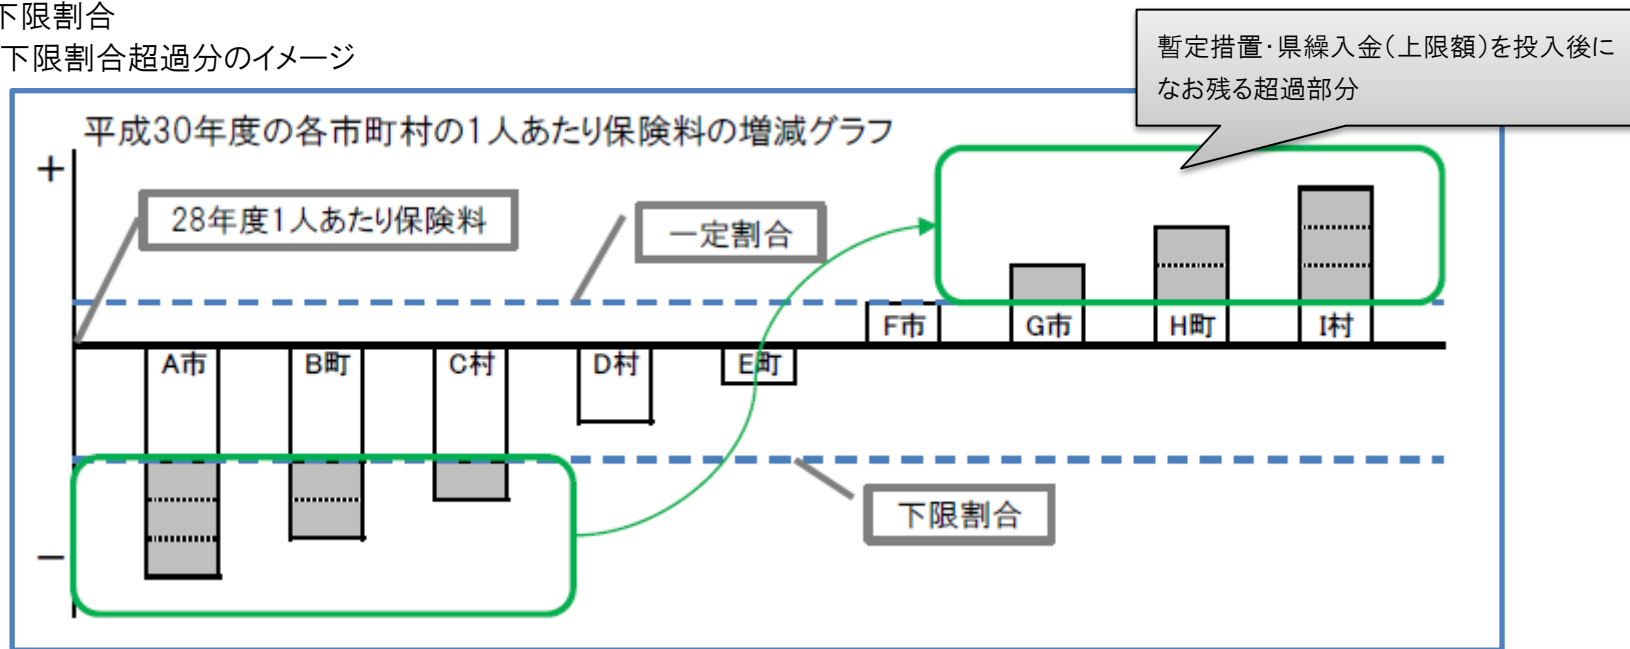 下限割合
下限割合超過分のイメージ
暫定措置・県繰入金(上限額)を投入後に
なお残る超過部分
平成30年度の各市町村の1人あたり保険料の増減グラフ
+
28年度1人あたり保険料
一定割合
F市
G市
H町
I村
A市
B町
C村
D村
E町
下限割合
−